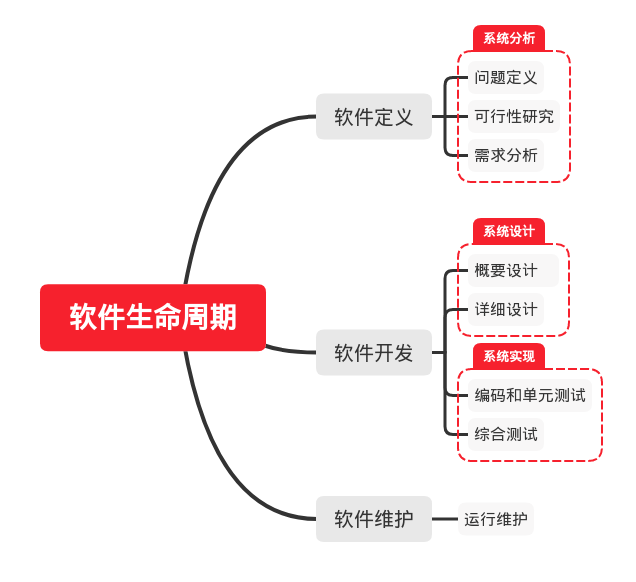 软件生命周期
软件定义
系统分析
问题定义
可行性研究
需求分析
软件开发
系统设计
概要设计
详细设计
系统实现
编码和单元测试
综合测试
软件维护
运行维护